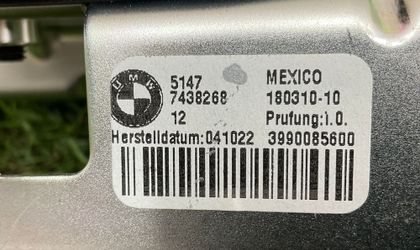 BMW
5147 MEXICO
7438268 180310-10
12 Prufung:i.O.
Herstelldatum:041022 3990085600